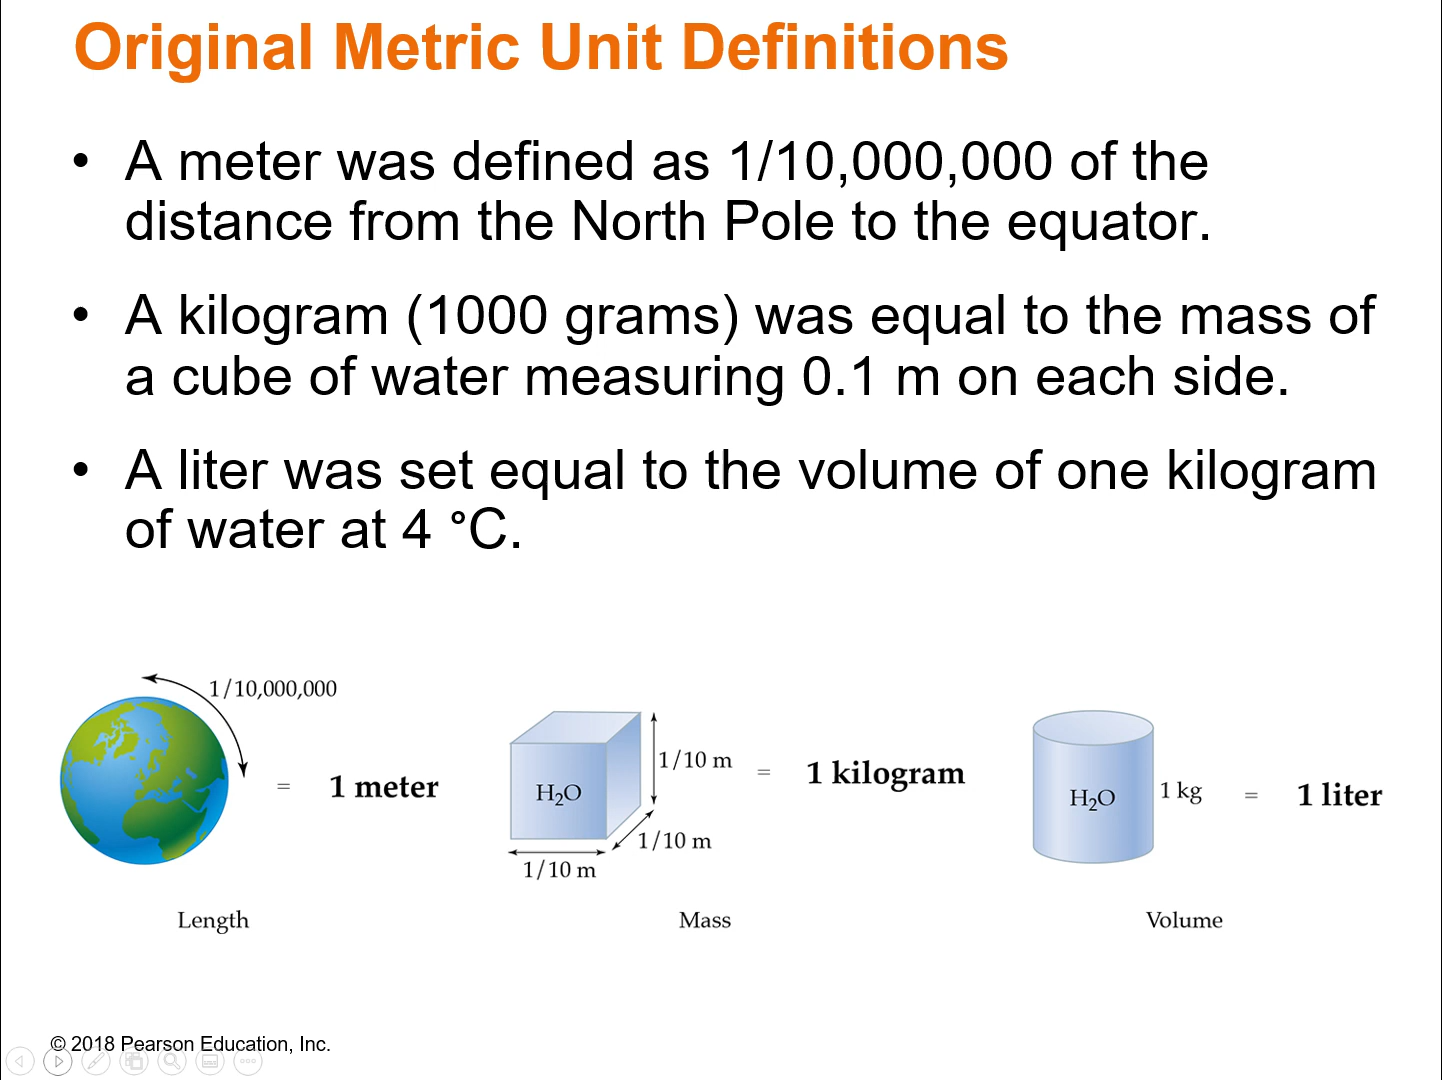 Original Metric Unit Definitions
• A meter was defined as 1/10,000,000 of the
distance from the North Pole to the equator.
• A kilogram (1000 grams) was equal to the mass of
a cube of water measuring 0.1 m on each side.
• A liter was set equal to the volume of one kilogram
of water at 4 °C.
1/10,000,000
= 1 meter
Length
H₂O
1/10 m
1/10 m
1/10 m
= 1 kilogram
Mass
H₂O
1 kg
= 1 liter
Volume
© 2018 Pearson Education, Inc.